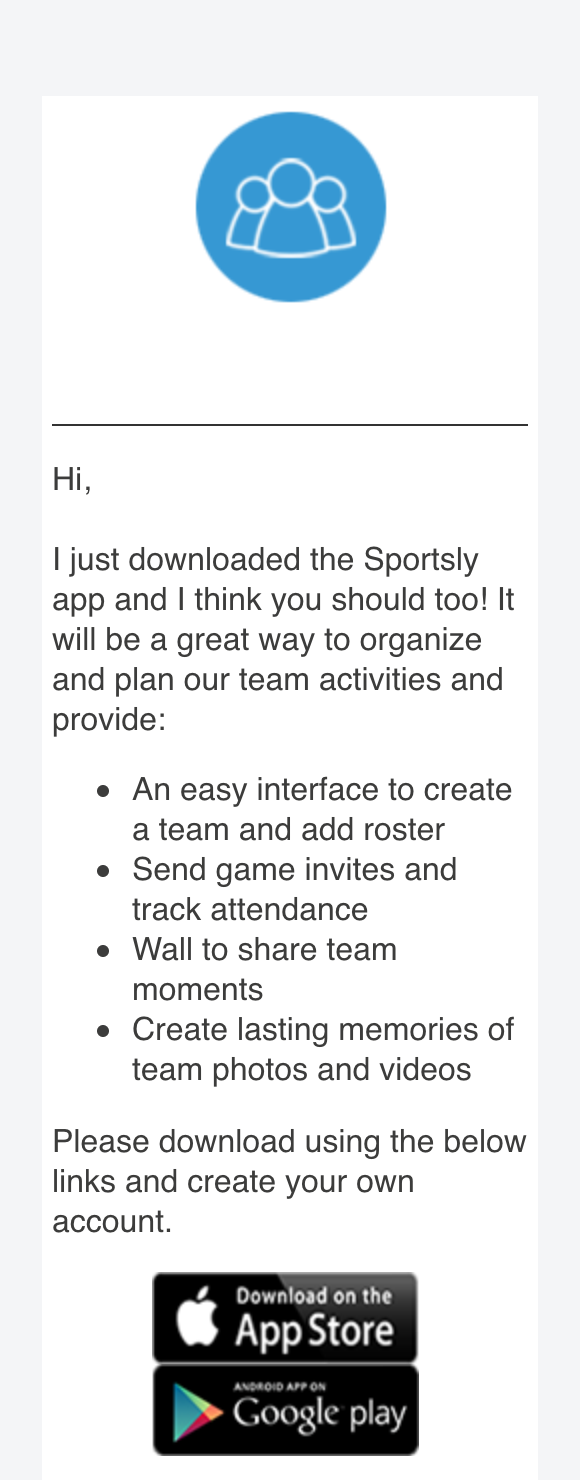 Hi,
I just downloaded the Sportsly
app and I think you should too! It
will be a great way to organize
and plan our team activities and
provide:
An easy interface to create
a team and add roster
Send game invites and
track attendance
Wall to share team
moments
Create lasting memories of
team photos and videos
Please download using the below
links and create your own
account.
Download on the
App Store
ANDROID APP ON
Google play